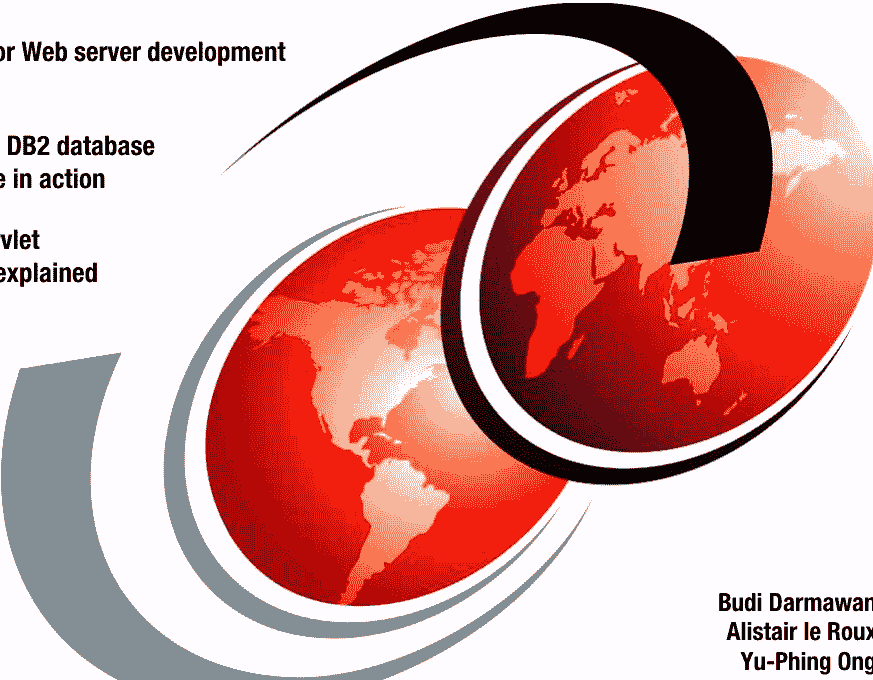 or Web server development
DB2 database
e in action
vlet
explained
Budi Darmawan
Alistair le Roux
Yu-Phing Ong